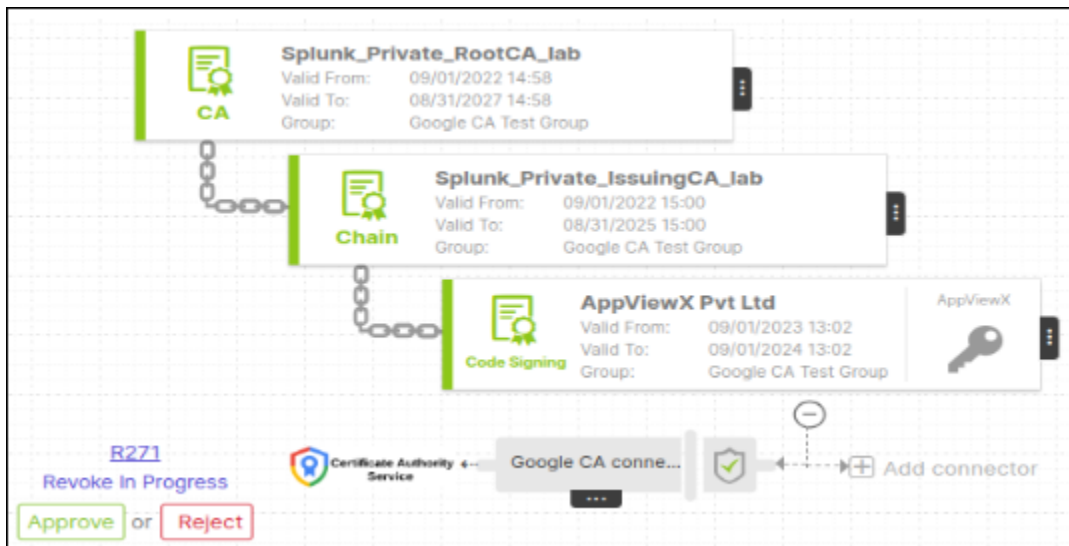 Splunk_Private_RootCA_lab
Valid From: 09/01/2022 14:58
Valid To: 08/31/2027 14:58
Group: Google CA Test Group
CA
Splunk_Private_IssuingCA_lab
Valid From: 09/01/2022 15:00
Valid To: 08/31/2025 15:00
Group: Google CA Test Group
Chain
AppViewX Pvt Ltd
Valid From: 09/01/2023 13:02
Valid To: 09/01/2024 13:02
Group: Google CA Test Group
Code Signing
AppViewX
R271
Revoke In Progress
Approve or Reject
Certificate Authority
Service
Google CA conne...
Add connector